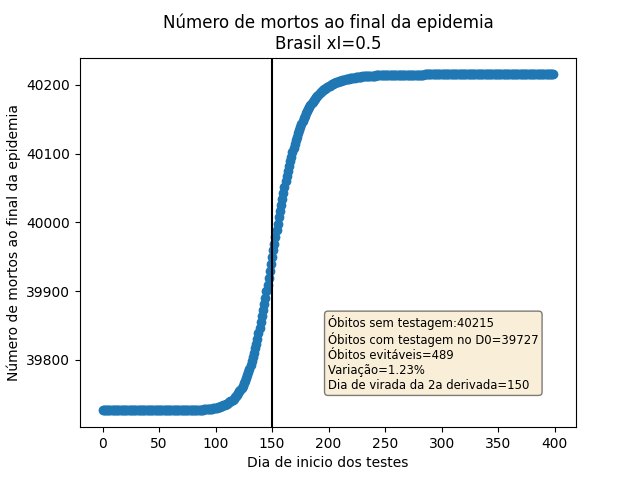 Número de mortos ao final da epidemia
Brasil xI=0.5
Número de mortos ao final da epidemia
40200
40100
40000
39900
39800
Óbitos sem testagem:40215
Óbitos com testagem no D0=39727
Óbitos evitáveis=489
Variação=1.23%
Dia de virada da 2a derivada=150
0 50 100 150 200 250 300 350 400
Dia de inicio dos testes